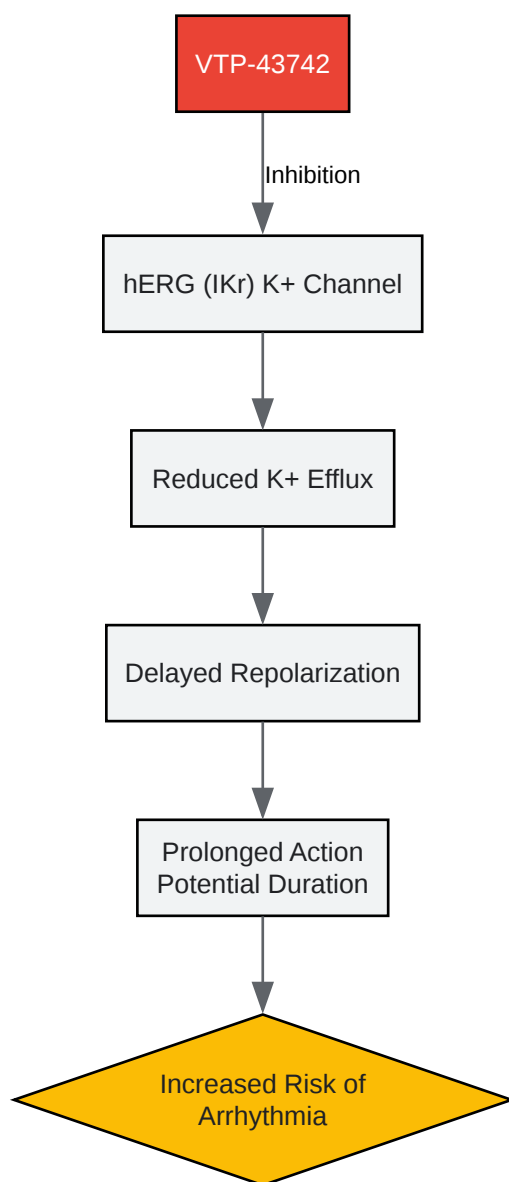 VTP-43742
Inhibition
hERG (IKr) K+ Channel
Reduced K+ Efflux
Delayed Repolarization
Prolonged Action
Potential Duration
Increased Risk of
Arrhythmia